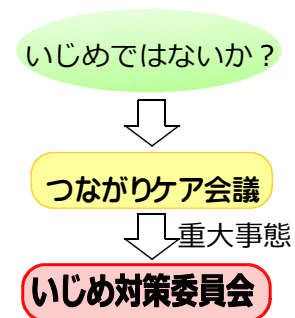 いじめではないか？
つながりケア会議
重大事態
いじめ対策委員会